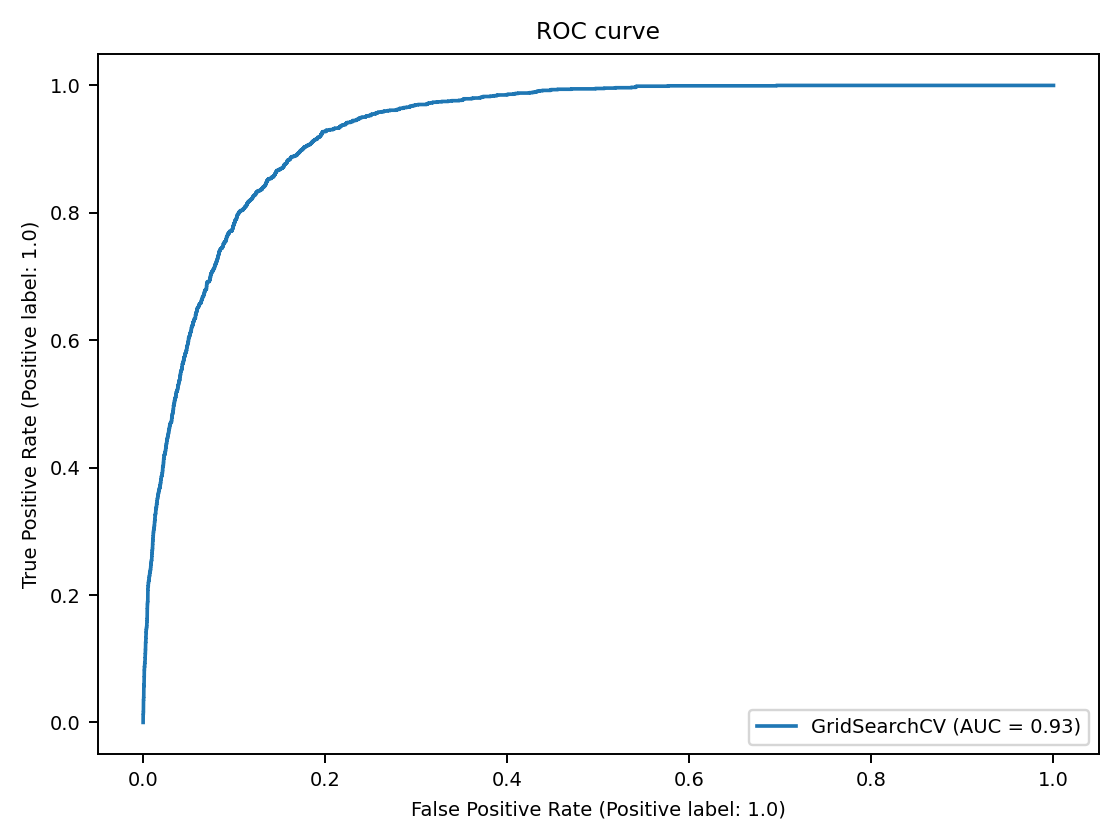 ROC curve
True Positive Rate (Positive label: 1.0)
1.0
0.8
0.6
0.4
0.2
0.0
GridSearchCV (AUC = 0.93)
0.0 0.2 0.4 0.6 0.8 1.0
False Positive Rate (Positive label: 1.0)